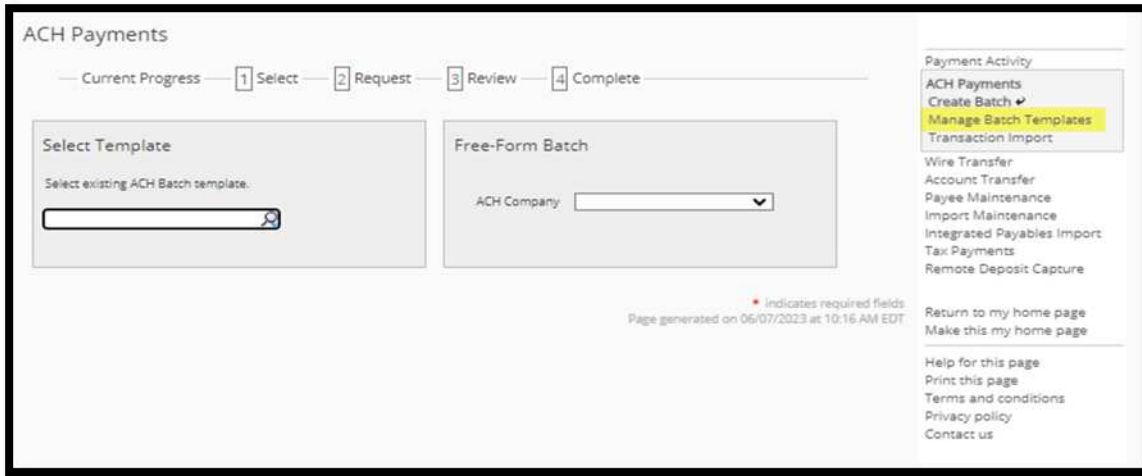 ACH Payments
Current Progress 1 Select 2 Request 3 Review 4 Complete
Select Template
Select existing ACH Batch template.
Free-Form Batch
ACH Company
* indicates required fields
Page generated on 06/07/2023 at 10:16 AM EDT
Payment Activity
ACH Payments
Create Batch
Manage Batch Templates
Transaction Import
Wire Transfer
Account Transfer
Payee Maintenance
Import Maintenance
Integrated Payables Import
Tax Payments
Remote Deposit Capture
Return to my home page
Make this my home page
Help for this page
Print this page
Terms and conditions
Privacy policy
Contact us